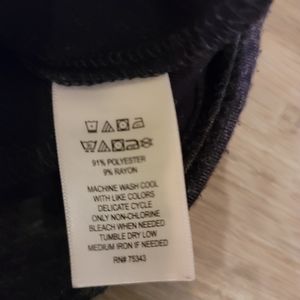 91% POLYESTER
9% RAYON
MACHINE WASH COOL
WITH LIKE COLORS
DELICATE CYCLE
ONLY NON-CHLORINE
BLEACH WHEN NEEDED
TUMBLE DRY LOW
MEDIUM IRON IF NEEDED
RN# 75343